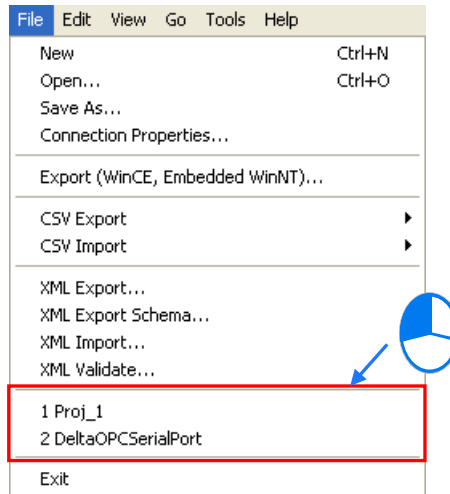 File Edit View Go Tools Help
New Ctrl+N
Open... Ctrl+O
Save As...
Connection Properties...
Export (WinCE, Embedded WinNT)...
CSV Export
CSV Import
XML Export...
XML Export Schema...
XML Import...
XML Validate...
1 Proj_1
2 DeltaOPCSerialPort
Exit